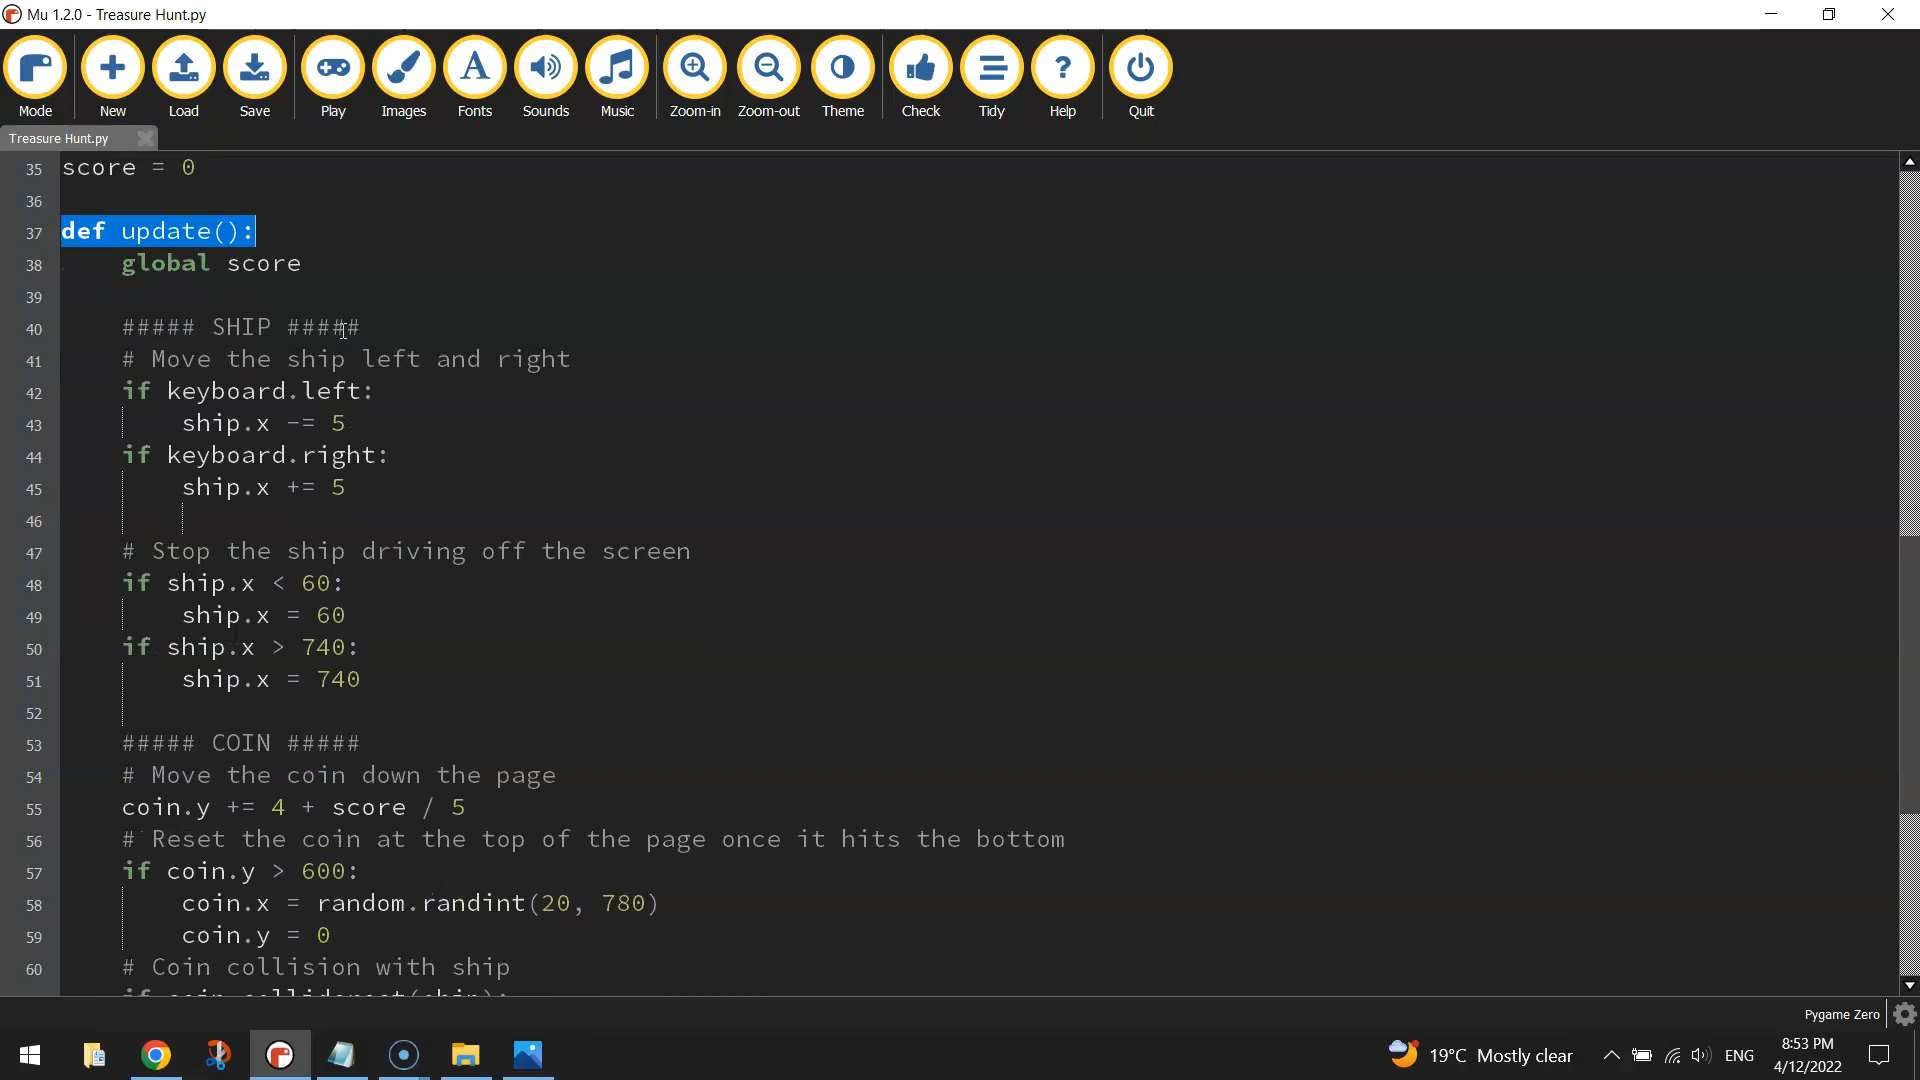 Mu 1.2.0 - Treasure Hunt.py
Mode New Load Save Play Images Fonts Sounds Music Zoom-in Zoom-out Theme Check Tidy Help Quit
Treasure Hunt.py
35 score = 0
36
37 def update():
38 global score
39
40 ##### SHIP #####
41 # Move the ship left and right
42 if keyboard.left:
43 ship.x -= 5
44 if keyboard.right:
45 ship.x += 5
46
47 # Stop the ship driving off the screen
48 if ship.x < 60:
49 ship.x = 60
50 if ship.x > 740:
51 ship.x = 740
52
53 ##### COIN #####
54 # Move the coin down the page
55 coin.y += 4 + score / 5
56 # Reset the coin at the top of the page once it hits the bottom
57 if coin.y > 600:
58 coin.x = random.randint(20, 780)
59 coin.y = 0
60 # Coin collision with ship
if coin.colliderect(ship):
Pygame Zero
19°C Mostly clear
ENG
8:53 PM
4/12/2022